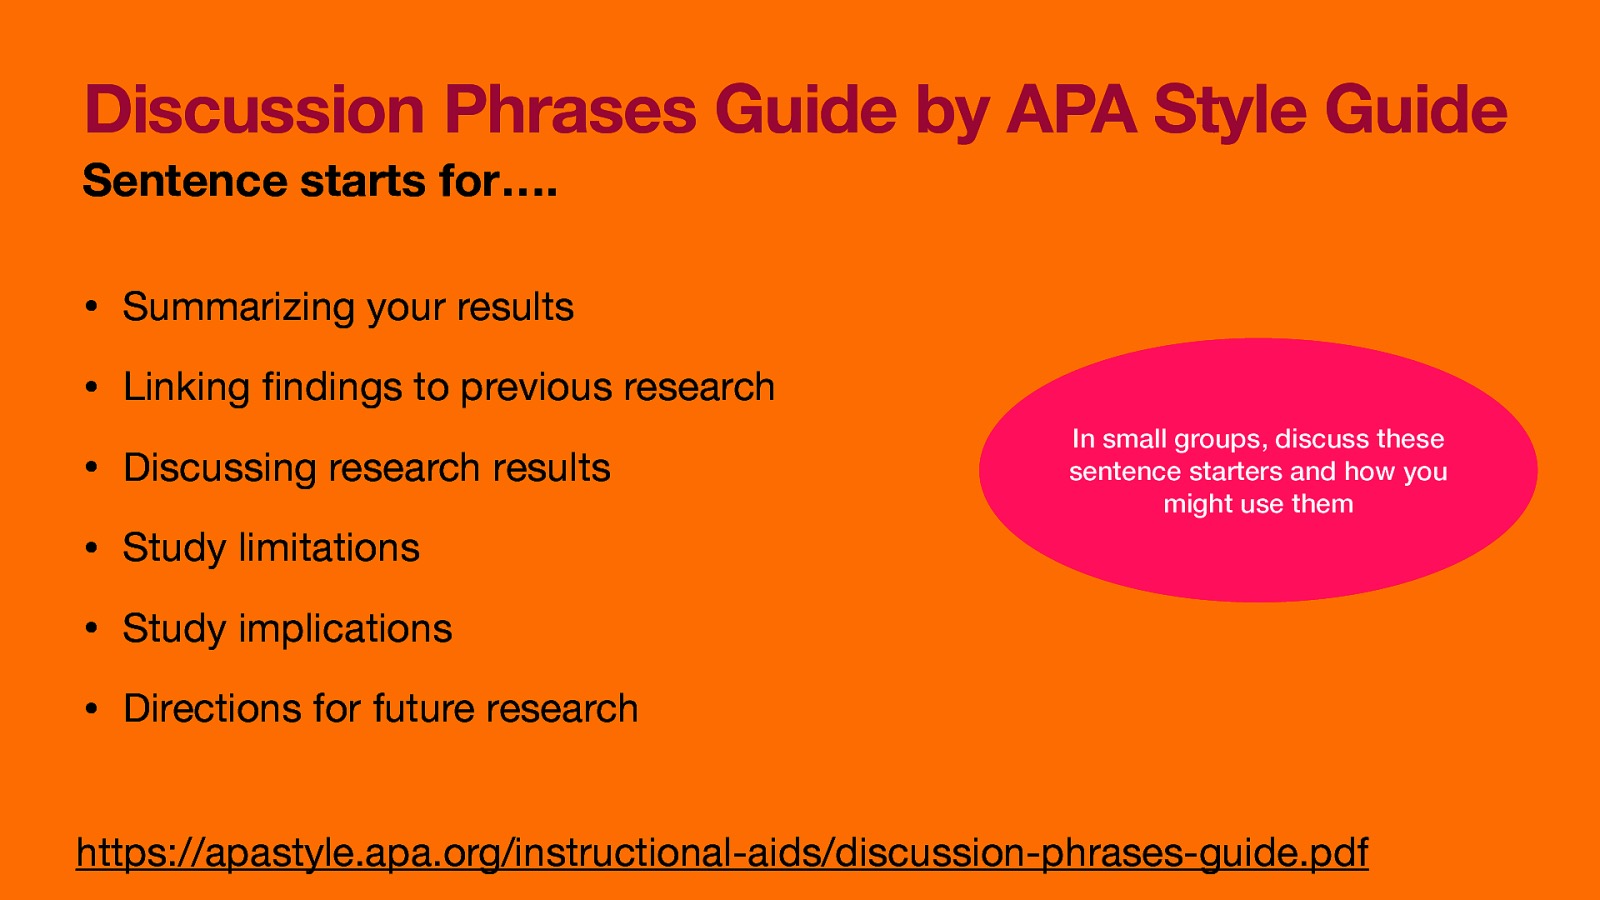 Discussion Phrases Guide by APA Style Guide
Sentence starts for….
• Summarizing your results
• Linking findings to previous research
• Discussing research results
• Study limitations
• Study implications
• Directions for future research
In small groups, discuss these
sentence starters and how you
might use them
https://apastyle.apa.org/instructional-aids/discussion-phrases-guide.pdf